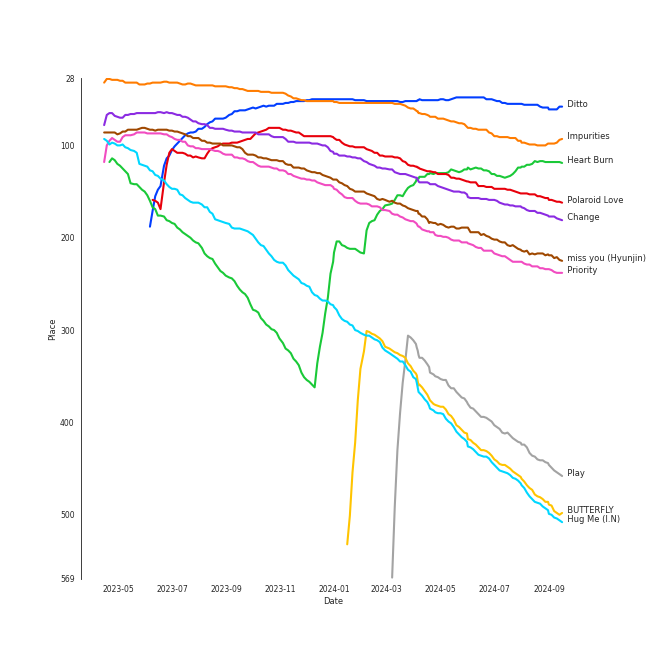 28
100
200
300
400
500
569
Place
2023-05
2023-07
2023-09
2023-11
2024-01
2024-03
2024-05
2024-07
2024-09
Date
Ditto
Impurities
Heart Burn
Polaroid Love
Change
miss you (Hyunjin)
Priority
Play
BUTTERFLY
Hug Me (I.N)